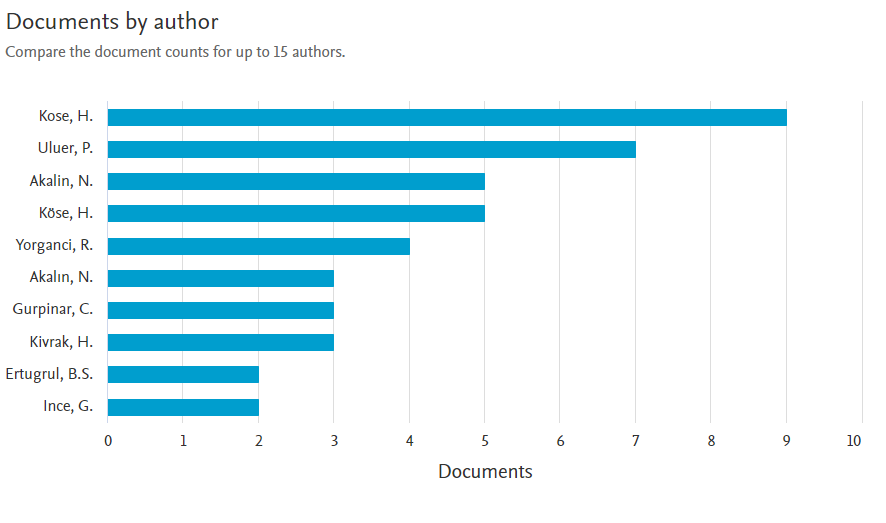 Documents by author
Compare the document counts for up to 15 authors.
Kose, H.
Uluer, P.
Akalin, N.
Köse, H.
Yorganci, R.
Akalın, N.
Gurpinar, C.
Kivrak, H.
Ertugrul, B.S.
Ince, G.
0 1 2 3 4 5 6 7 8 9 10
Documents